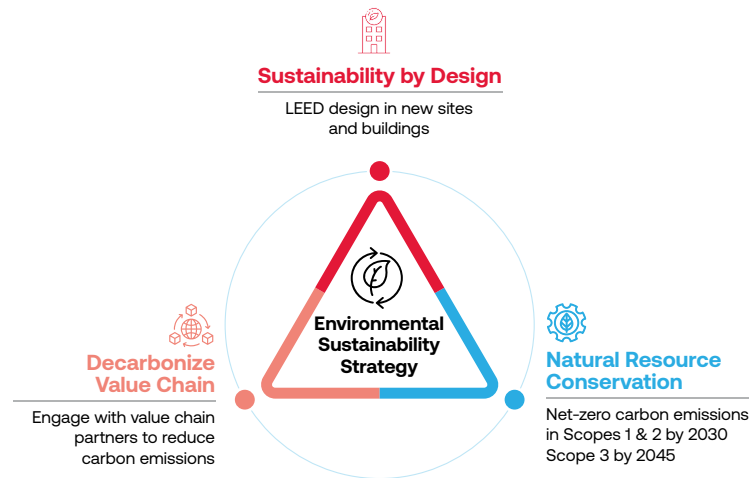 Sustainability by Design
LEED design in new sites
and buildings
Environmental
Sustainability
Strategy
Decarbonize
Value Chain
Engage with value chain
partners to reduce
carbon emissions
Natural Resource
Conservation
Net-zero carbon emissions
in Scopes 1 & 2 by 2030
Scope 3 by 2045